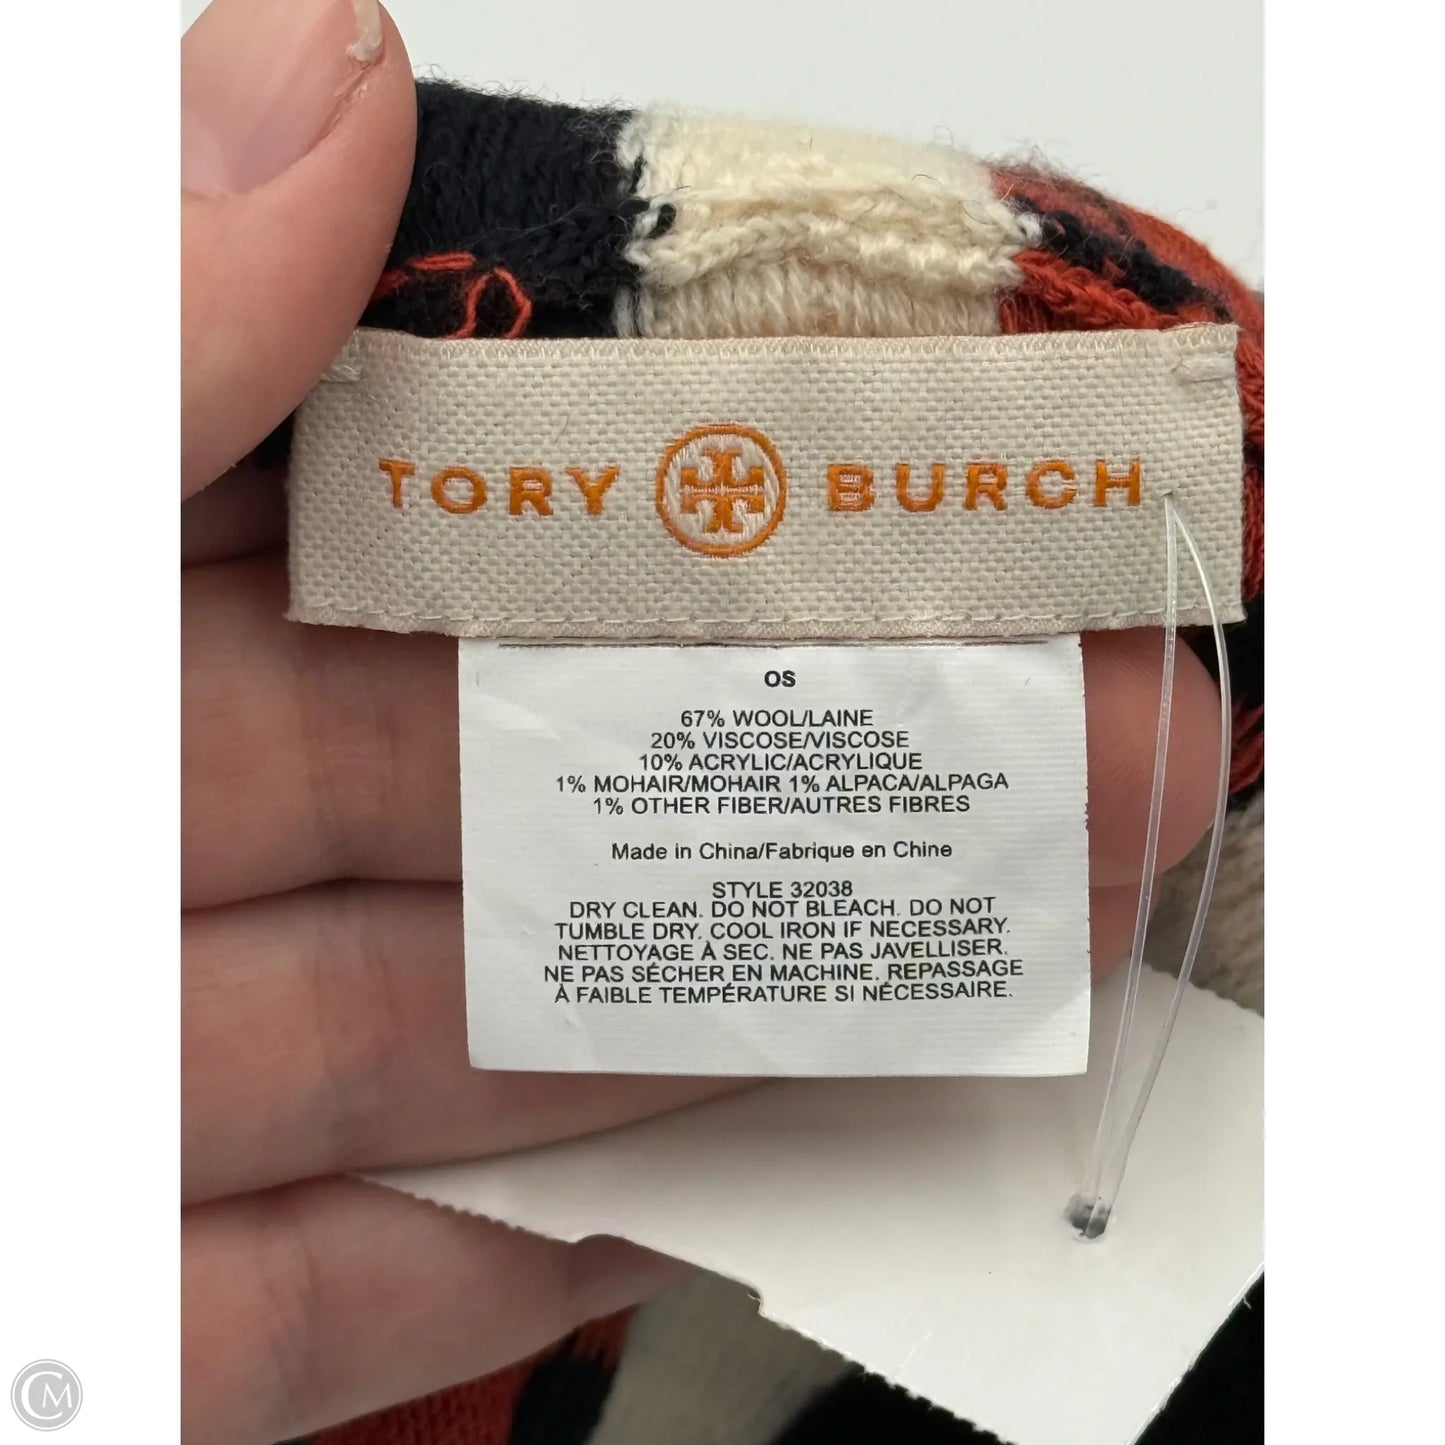 TORY BURCH
OS
67% WOOL/LAINE
20% VISCOSE/VISCOSE
10% ACRYLIC/ACRYLIQUE
1% MOHAIR/MOHAIR 1% ALPACA/ALPAGA
1% OTHER FIBER/AUTRES FIBRES
Made in China/Fabrique en Chine
STYLE 32038
DRY CLEAN. DO NOT BLEACH. DO NOT
TUMBLE DRY. COOL IRON IF NECESSARY.
NETTOYAGE À SEC. NE PAS JAVELLISER.
NE PAS SÉCHER EN MACHINE. REPASSAGE
À FAIBLE TEMPÉRATURE SI NÉCESSAIRE.
CM